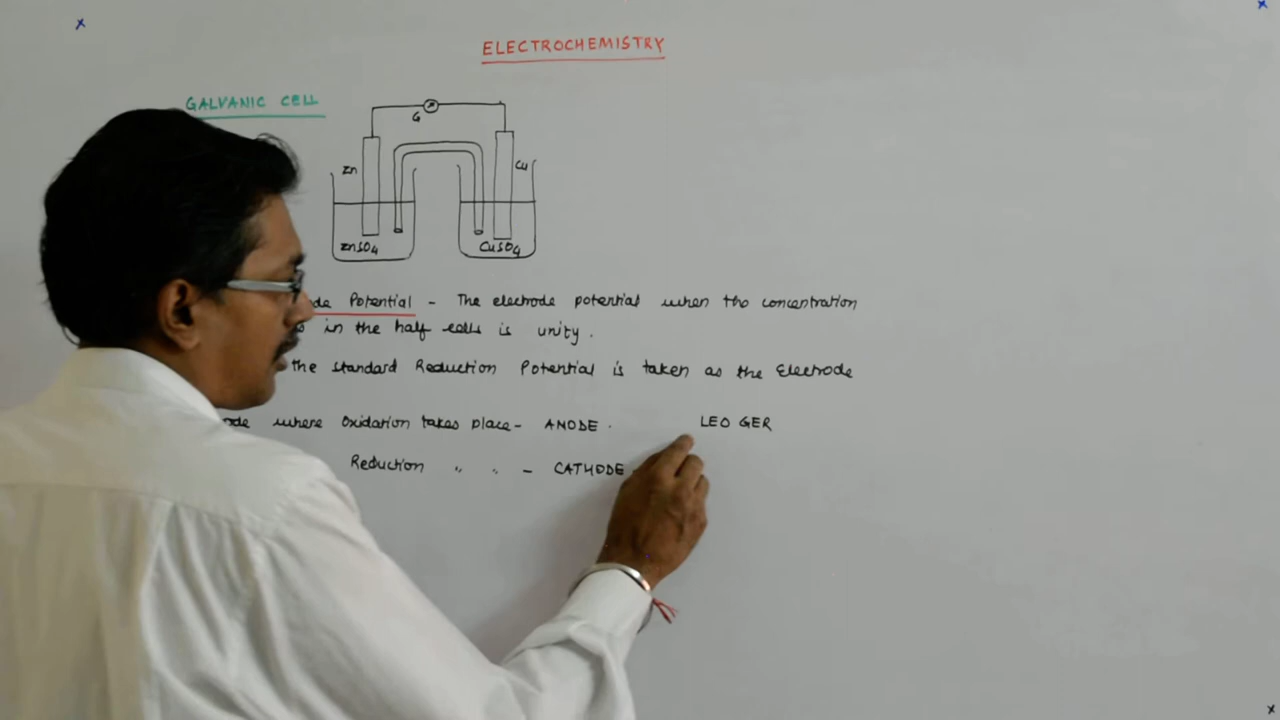 ELECTROCHEMISTRY
GALVANIC CELL
G
Zn
Cu
ZnSO4
CuSO4
de Potential - The electrode potential when the concentration
in the half cells is unity.
the standard Reduction Potential is taken as the Electrode
ode where Oxidation takes place- ANODE. LEO GER
Reduction " " - CATHODE